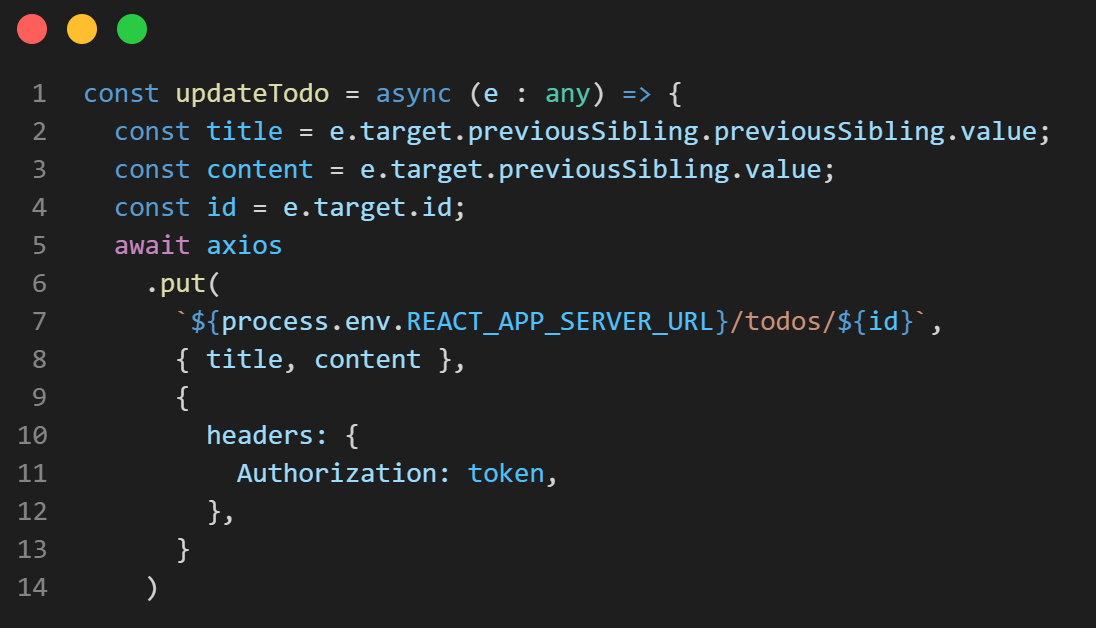 1 const updateTodo = async (e : any) => {
2   const title = e.target.previousSibling.previousSibling.value;
3   const content = e.target.previousSibling.value;
4   const id = e.target.id;
5   await axios
6     .put(
7       `${process.env.REACT_APP_SERVER_URL}/todos/${id}`,
8       { title, content },
9       {
10         headers: {
11           Authorization: token,
12         },
13       }
14     )